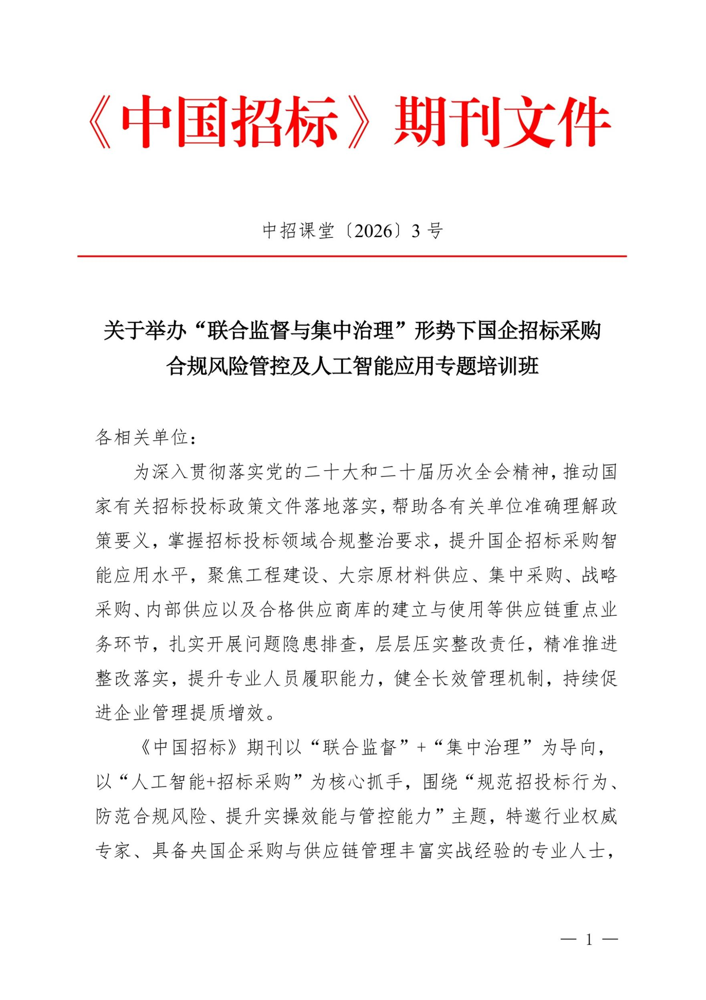 《中国招标》期刊文件
中招课堂〔2026〕3 号
关于举办“联合监督与集中治理”形势下国企招标采购
合规风险管控及人工智能应用专题培训班
各相关单位：
为深入贯彻落实党的二十大和二十届历次全会精神，推动国
家有关招标投标政策文件落地落实，帮助各有关单位准确理解政
策要义，掌握招标投标领域合规整治要求，提升国企招标采购智
能应用水平，聚焦工程建设、大宗原材料供应、集中采购、战略
采购、内部供应以及合格供应商库的建立与使用等供应链重点业
务环节，扎实开展问题隐患排查，层层压实整改责任，精准推进
整改落实，提升专业人员履职能力，健全长效管理机制，持续促
进企业管理提质增效。
《中国招标》期刊以“联合监督”+“集中治理”为导向，
以“人工智能+招标采购”为核心抓手，围绕“规范招投标行为、
防范合规风险、提升实操效能与管控能力”主题，特邀行业权威
专家、具备央国企采购与供应链管理丰富实战经验的专业人士，
— 1 —